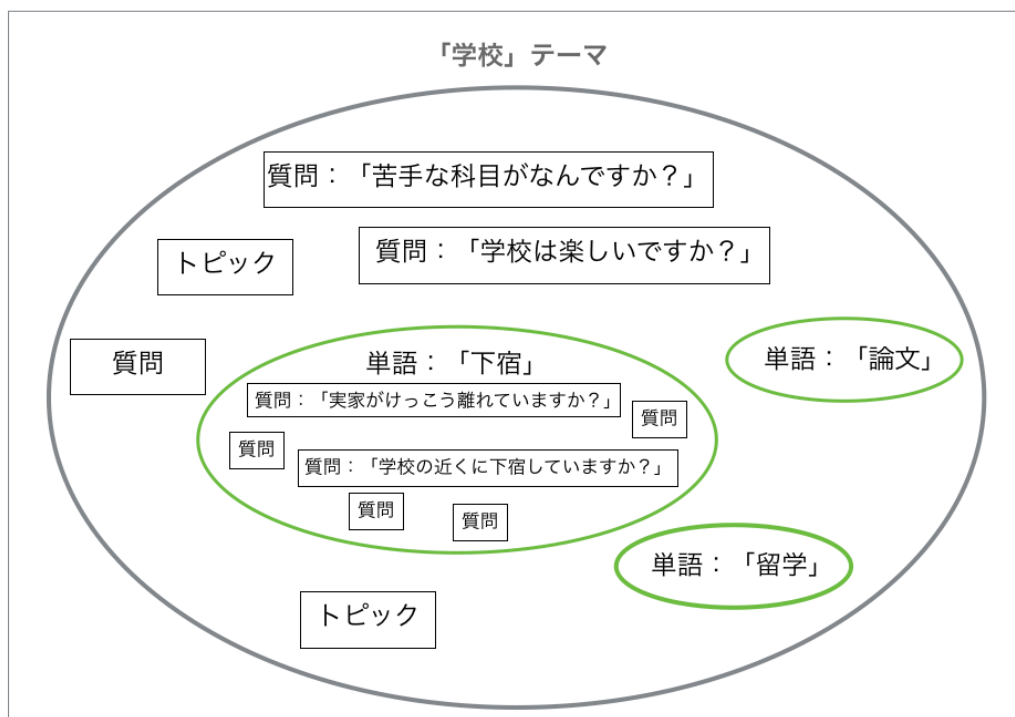 「学校」テーマ
質問：「苦手な科目がなんですか？」
質問：「学校は楽しいですか？」
トピック
質問
単語：「下宿」
単語：「論文」
質問：「実家がけっこう離れていますか？」
質問
質問
質問：「学校の近くに下宿していますか？」
質問
質問
単語：「留学」
トピック